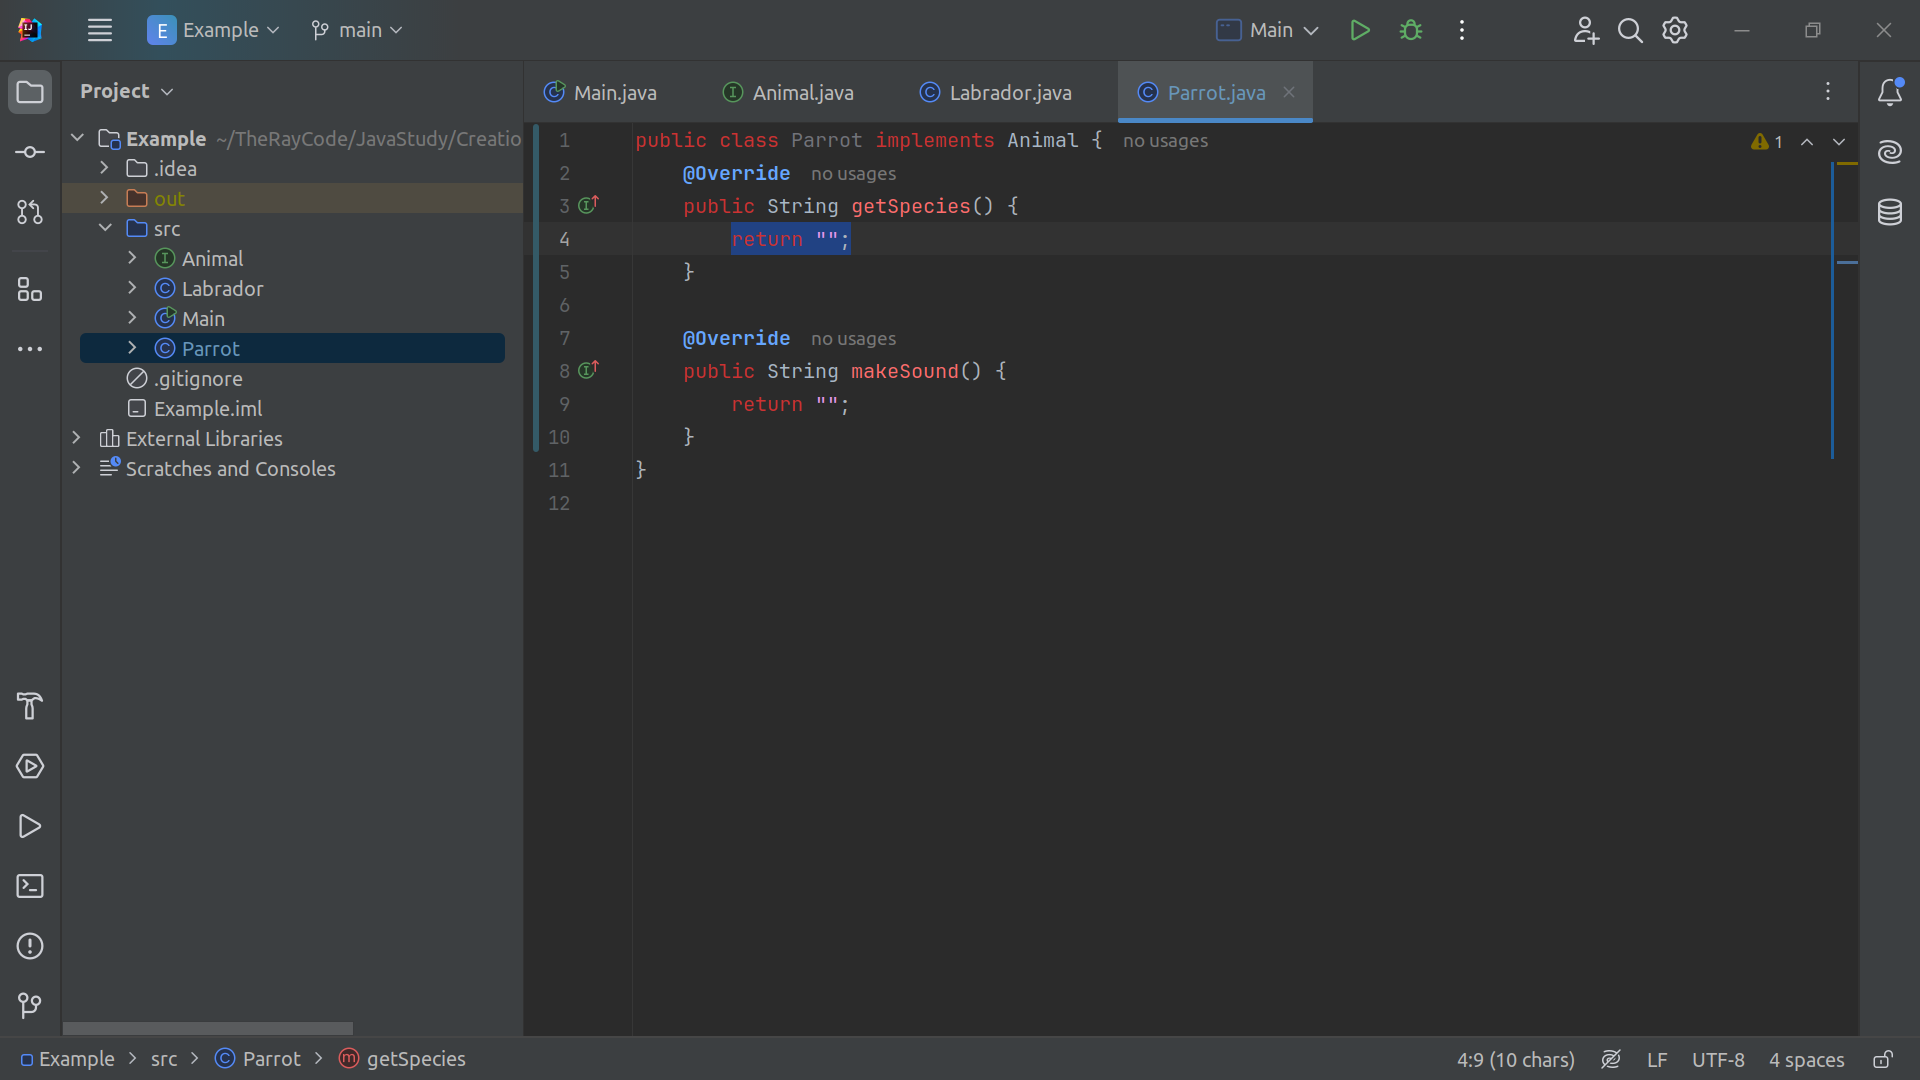 E Example main Main
Project
Main.java Animal.java Labrador.java Parrot.java
Example ~/TheRayCode/JavaStudy/Creatio
.idea
out
src
Animal
Labrador
Main
Parrot
.gitignore
Example.iml
External Libraries
Scratches and Consoles
1 public class Parrot implements Animal { no usages
2 @Override no usages
3 public String getSpecies() {
4 return "";
5 }
6
7 @Override no usages
8 public String makeSound() {
9 return "";
10 }
11 }
12
1
Example src Parrot getSpecies
4:9 (10 chars) LF UTF-8 4 spaces